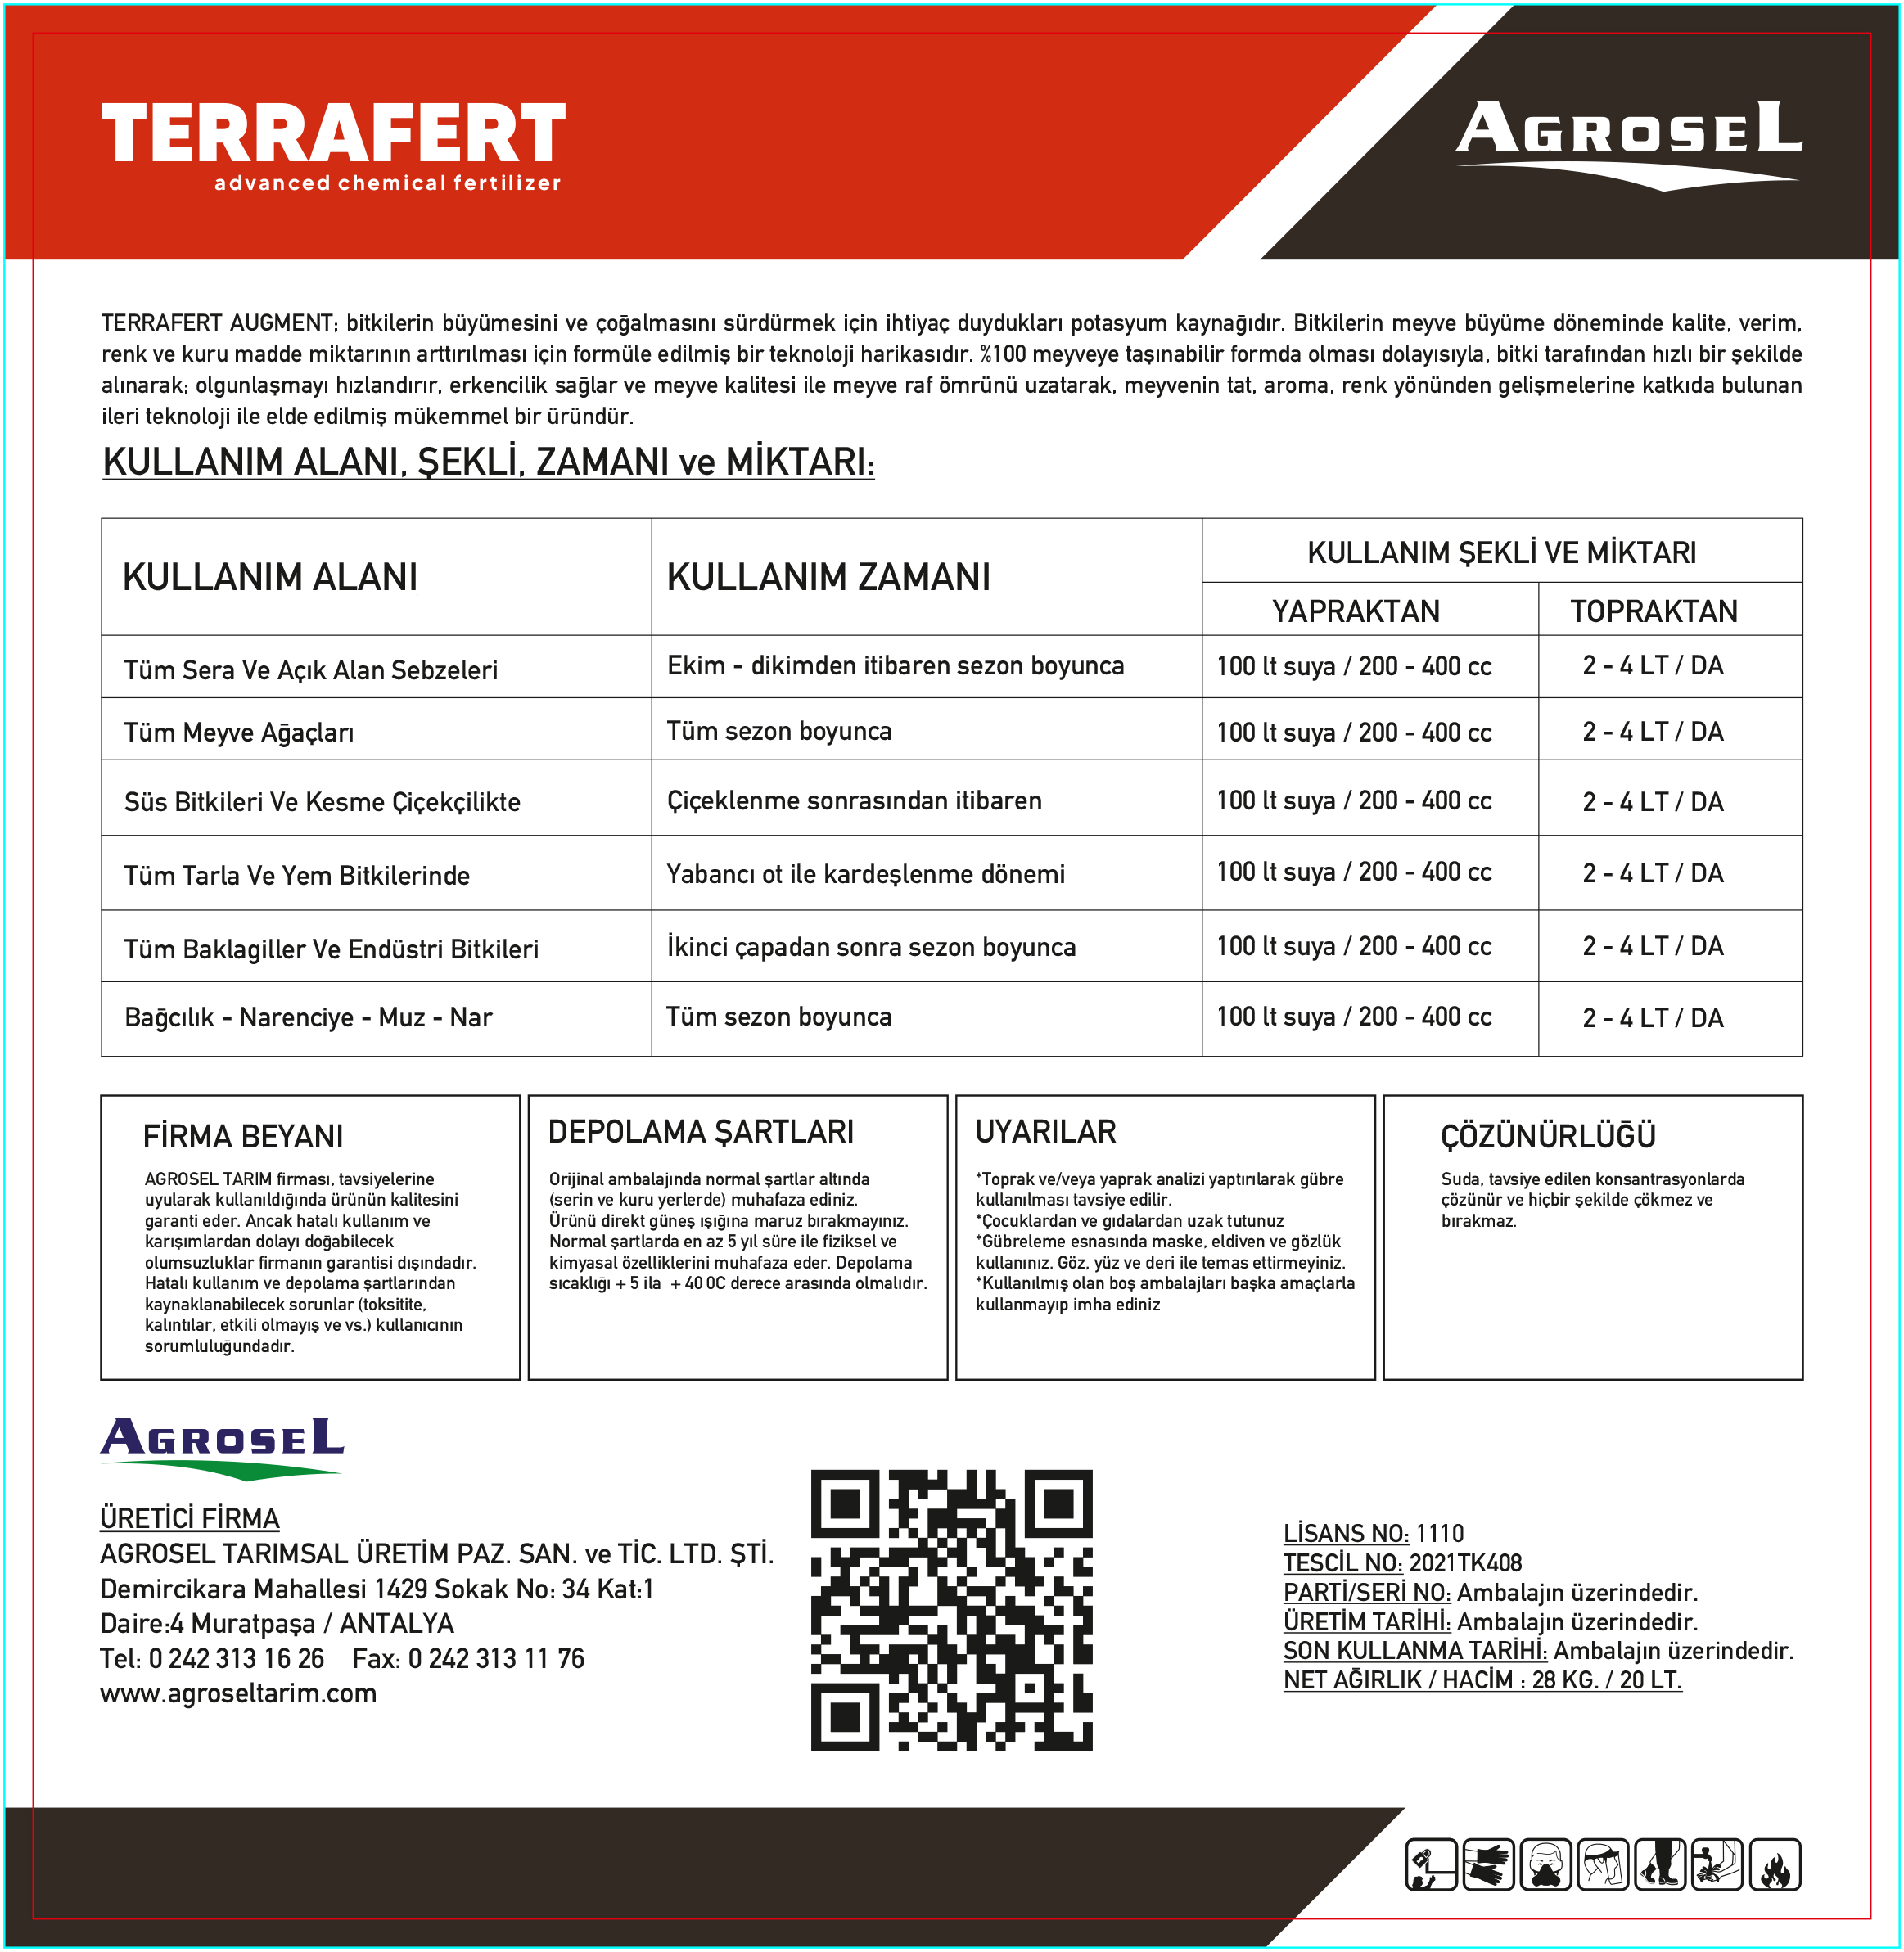 TERRAFERT
advanced chemical fertilizer
AGROSEL
TERRAFERT AUGMENT; bitkilerin büyümesini ve çoğalmasını sürdürmek için ihtiyaç duydukları potasyum kaynağıdır. Bitkilerin meyve büyüme döneminde kalite, verim,
renk ve kuru madde miktarının arttırılması için formüle edilmiş bir teknoloji harikasıdır. %100 meyveye taşınabilir formda olması dolayısıyla, bitki tarafından hızlı bir şekilde
alınarak; olgunlaşmayı hızlandırır, erkencilik sağlar ve meyve kalitesi ile meyve raf ömrünü uzatarak, meyvenin tat, aroma, renk yönünden gelişmelerine katkıda bulunan
ileri teknoloji ile elde edilmiş mükemmel bir üründür.
KULLANIM ALANI, ŞEKLİ, ZAMANI ve MİKTARI:
KULLANIM ALANI KULLANIM ZAMANI KULLANIM ŞEKLİ VE MİKTARI
YAPRAKTAN TOPRAKTAN
Tüm Sera Ve Açık Alan Sebzeleri Ekim - dikimden itibaren sezon boyunca 100 lt suya / 200 - 400 cc 2 - 4 LT / DA
Tüm Meyve Ağaçları Tüm sezon boyunca 100 lt suya / 200 - 400 cc 2 - 4 LT / DA
Süs Bitkileri Ve Kesme Çiçekçilikte Çiçeklenme sonrasından itibaren 100 lt suya / 200 - 400 cc 2 - 4 LT / DA
Tüm Tarla Ve Yem Bitkilerinde Yabancı ot ile kardeşlenme dönemi 100 lt suya / 200 - 400 cc 2 - 4 LT / DA
Tüm Baklagiller Ve Endüstri Bitkileri İkinci çapadan sonra sezon boyunca 100 lt suya / 200 - 400 cc 2 - 4 LT / DA
Bağcılık - Narenciye - Muz - Nar Tüm sezon boyunca 100 lt suya / 200 - 400 cc 2 - 4 LT / DA
FİRMA BEYANI
AGROSEL TARIM firması, tavsiyelerine
uyularak kullanıldığında ürünün kalitesini
garanti eder. Ancak hatalı kullanım ve
karışımlardan dolayı doğabilecek
olumsuzluklar firmanın garantisi dışındadır.
Hatalı kullanım ve depolama şartlarından
kaynaklanabilecek sorunlar (toksitite,
kalıntılar, etkili olmayış ve vs.) kullanıcının
sorumluluğundadır.
DEPOLAMA ŞARTLARI
Orijinal ambalajında normal şartlar altında
(serin ve kuru yerlerde) muhafaza ediniz.
Ürünü direkt güneş ışığına maruz bırakmayınız.
Normal şartlarda en az 5 yıl süre ile fiziksel ve
kimyasal özelliklerini muhafaza eder. Depolama
sıcaklığı + 5 ila + 40 0C derece arasında olmalıdır.
UYARILAR
*Toprak ve/veya yaprak analizi yaptırılarak gübre
kullanılması tavsiye edilir.
*Çocuklardan ve gıdalardan uzak tutunuz
*Gübreleme esnasında maske, eldiven ve gözlük
kullanınız. Göz, yüz ve deri ile temas ettirmeyiniz.
*Kullanılmış olan boş ambalajları başka amaçlarla
kullanmayıp imha ediniz
ÇÖZÜNÜRLÜĞÜ
Suda, tavsiye edilen konsantrasyonlarda
çözünür ve hiçbir şekilde çökmez ve
bırakmaz.
AGROSEL
ÜRETİCİ FİRMA
AGROSEL TARIMSAL ÜRETİM PAZ. SAN. ve TİC. LTD. ŞTİ.
Demircikara Mahallesi 1429 Sokak No: 34 Kat:1
Daire:4 Muratpaşa / ANTALYA
Tel: 0 242 313 16 26 Fax: 0 242 313 11 76
www.agroseltarim.com
LİSANS NO: 1110
TESCİL NO: 2021TK408
PARTİ/SERİ NO: Ambalajın üzerindedir.
ÜRETİM TARİHİ: Ambalajın üzerindedir.
SON KULLANMA TARİHİ: Ambalajın üzerindedir.
NET AĞIRLIK / HACİM : 28 KG. / 20 LT.